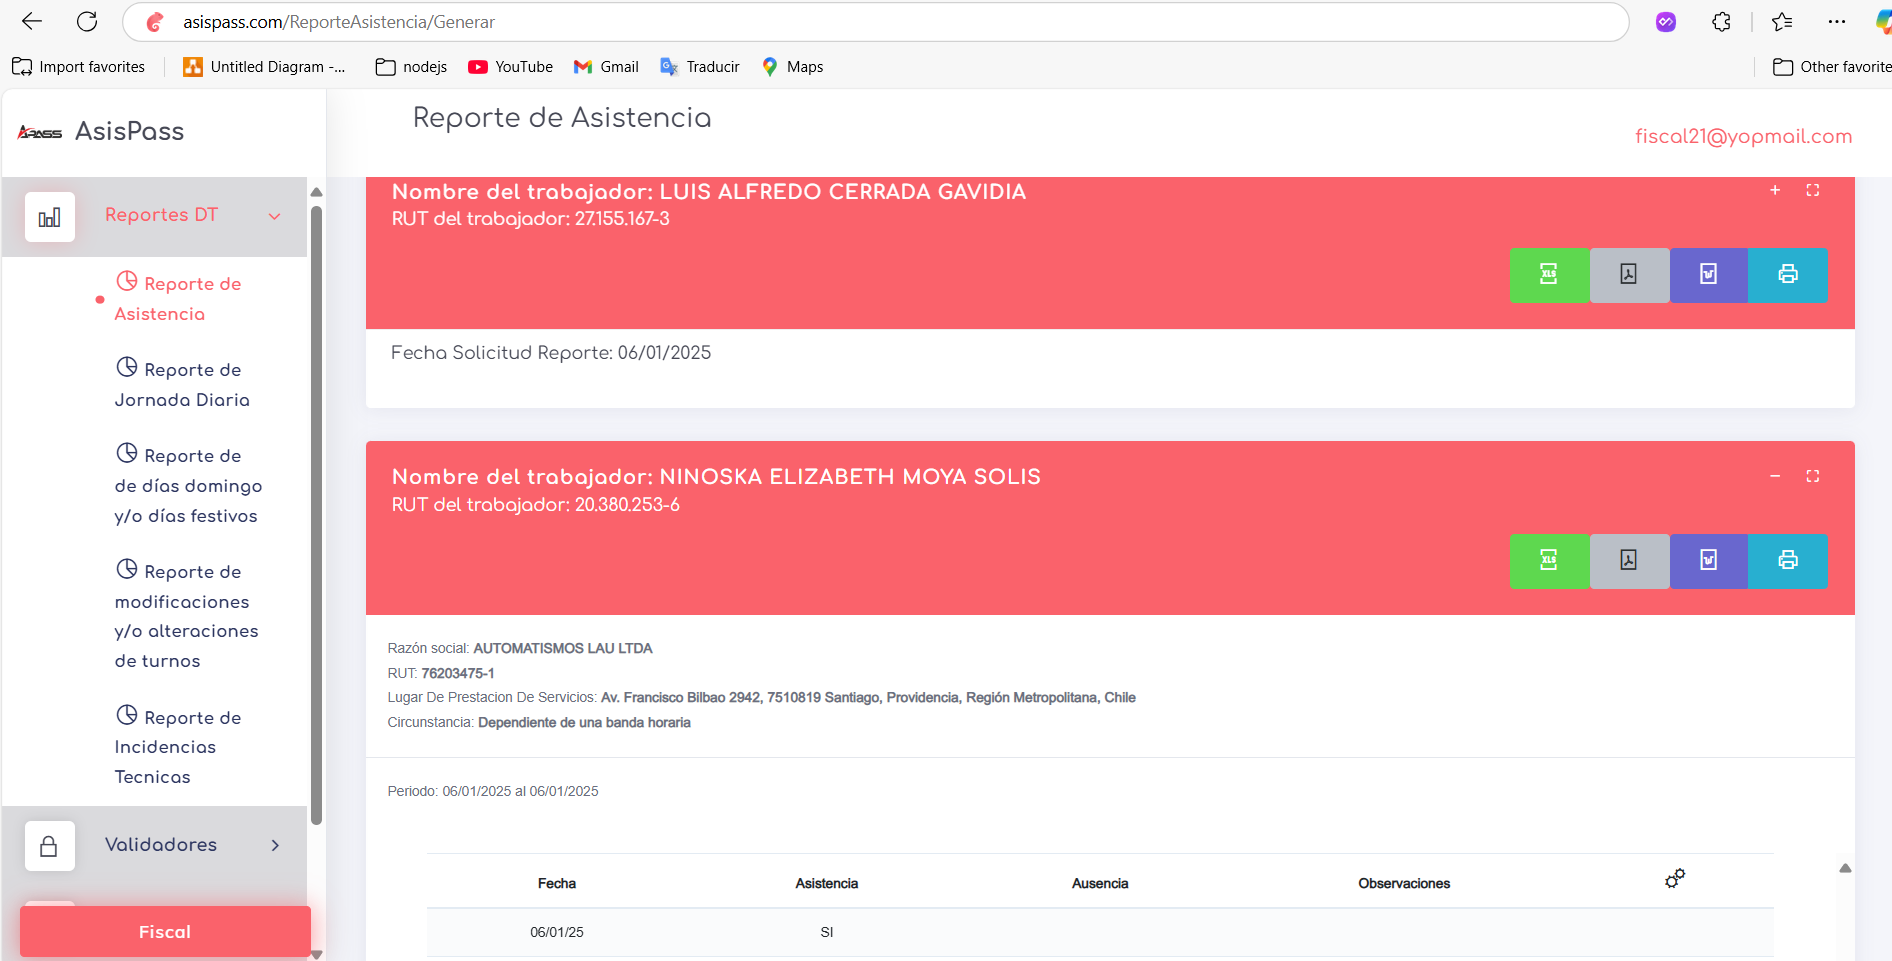 asispass.com/ReporteAsistencia/Generar
Import favorites
Untitled Diagram -...
nodejs
YouTube
Gmail
Traducir
Maps
Other favorite
APASS
AsisPass
Reporte de Asistencia
fiscal21@yopmail.com
Reportes DT
Reporte de
Asistencia
Reporte de
Jornada Diaria
Reporte de
de días domingo
y/o días festivos
Reporte de
modificaciones
y/o alteraciones
de turnos
Reporte de
Incidencias
Tecnicas
Validadores
Fiscal
Nombre del trabajador: LUIS ALFREDO CERRADA GAVIDIA
RUT del trabajador: 27.155.167-3
XLS
Fecha Solicitud Reporte: 06/01/2025
Nombre del trabajador: NINOSKA ELIZABETH MOYA SOLIS
RUT del trabajador: 20.380.253-6
XLS
Razón social: AUTOMATISMOS LAU LTDA
RUT: 76203475-1
Lugar De Prestacion De Servicios: Av. Francisco Bilbao 2942, 7510819 Santiago, Providencia, Región Metropolitana, Chile
Circunstancia: Dependiente de una banda horaria
Periodo: 06/01/2025 al 06/01/2025
Fecha Asistencia Ausencia Observaciones
06/01/25 SI